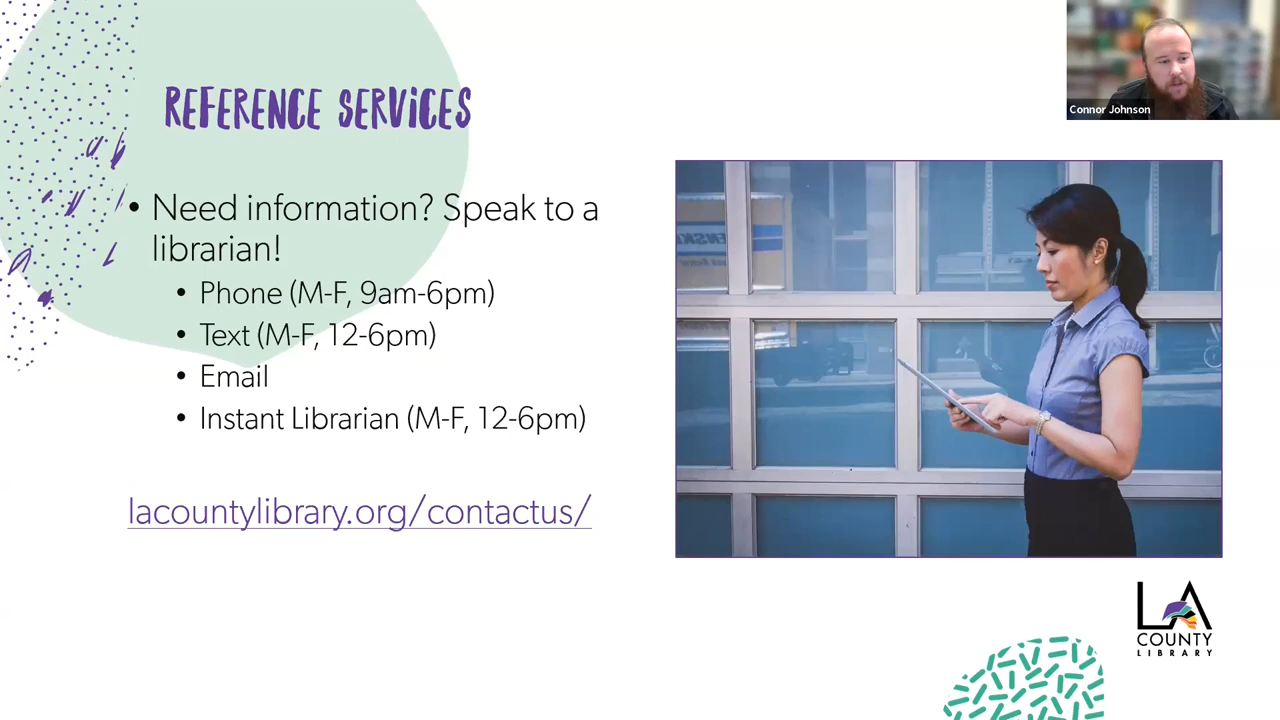 Connor Johnson
REFERENCE SERVICES
• Need information? Speak to a
librarian!
• Phone (M-F, 9am-6pm)
• Text (M-F, 12-6pm)
• Email
• Instant Librarian (M-F, 12-6pm)
lacountylibrary.org/contactus/
LA
COUNTY
LIBRARY